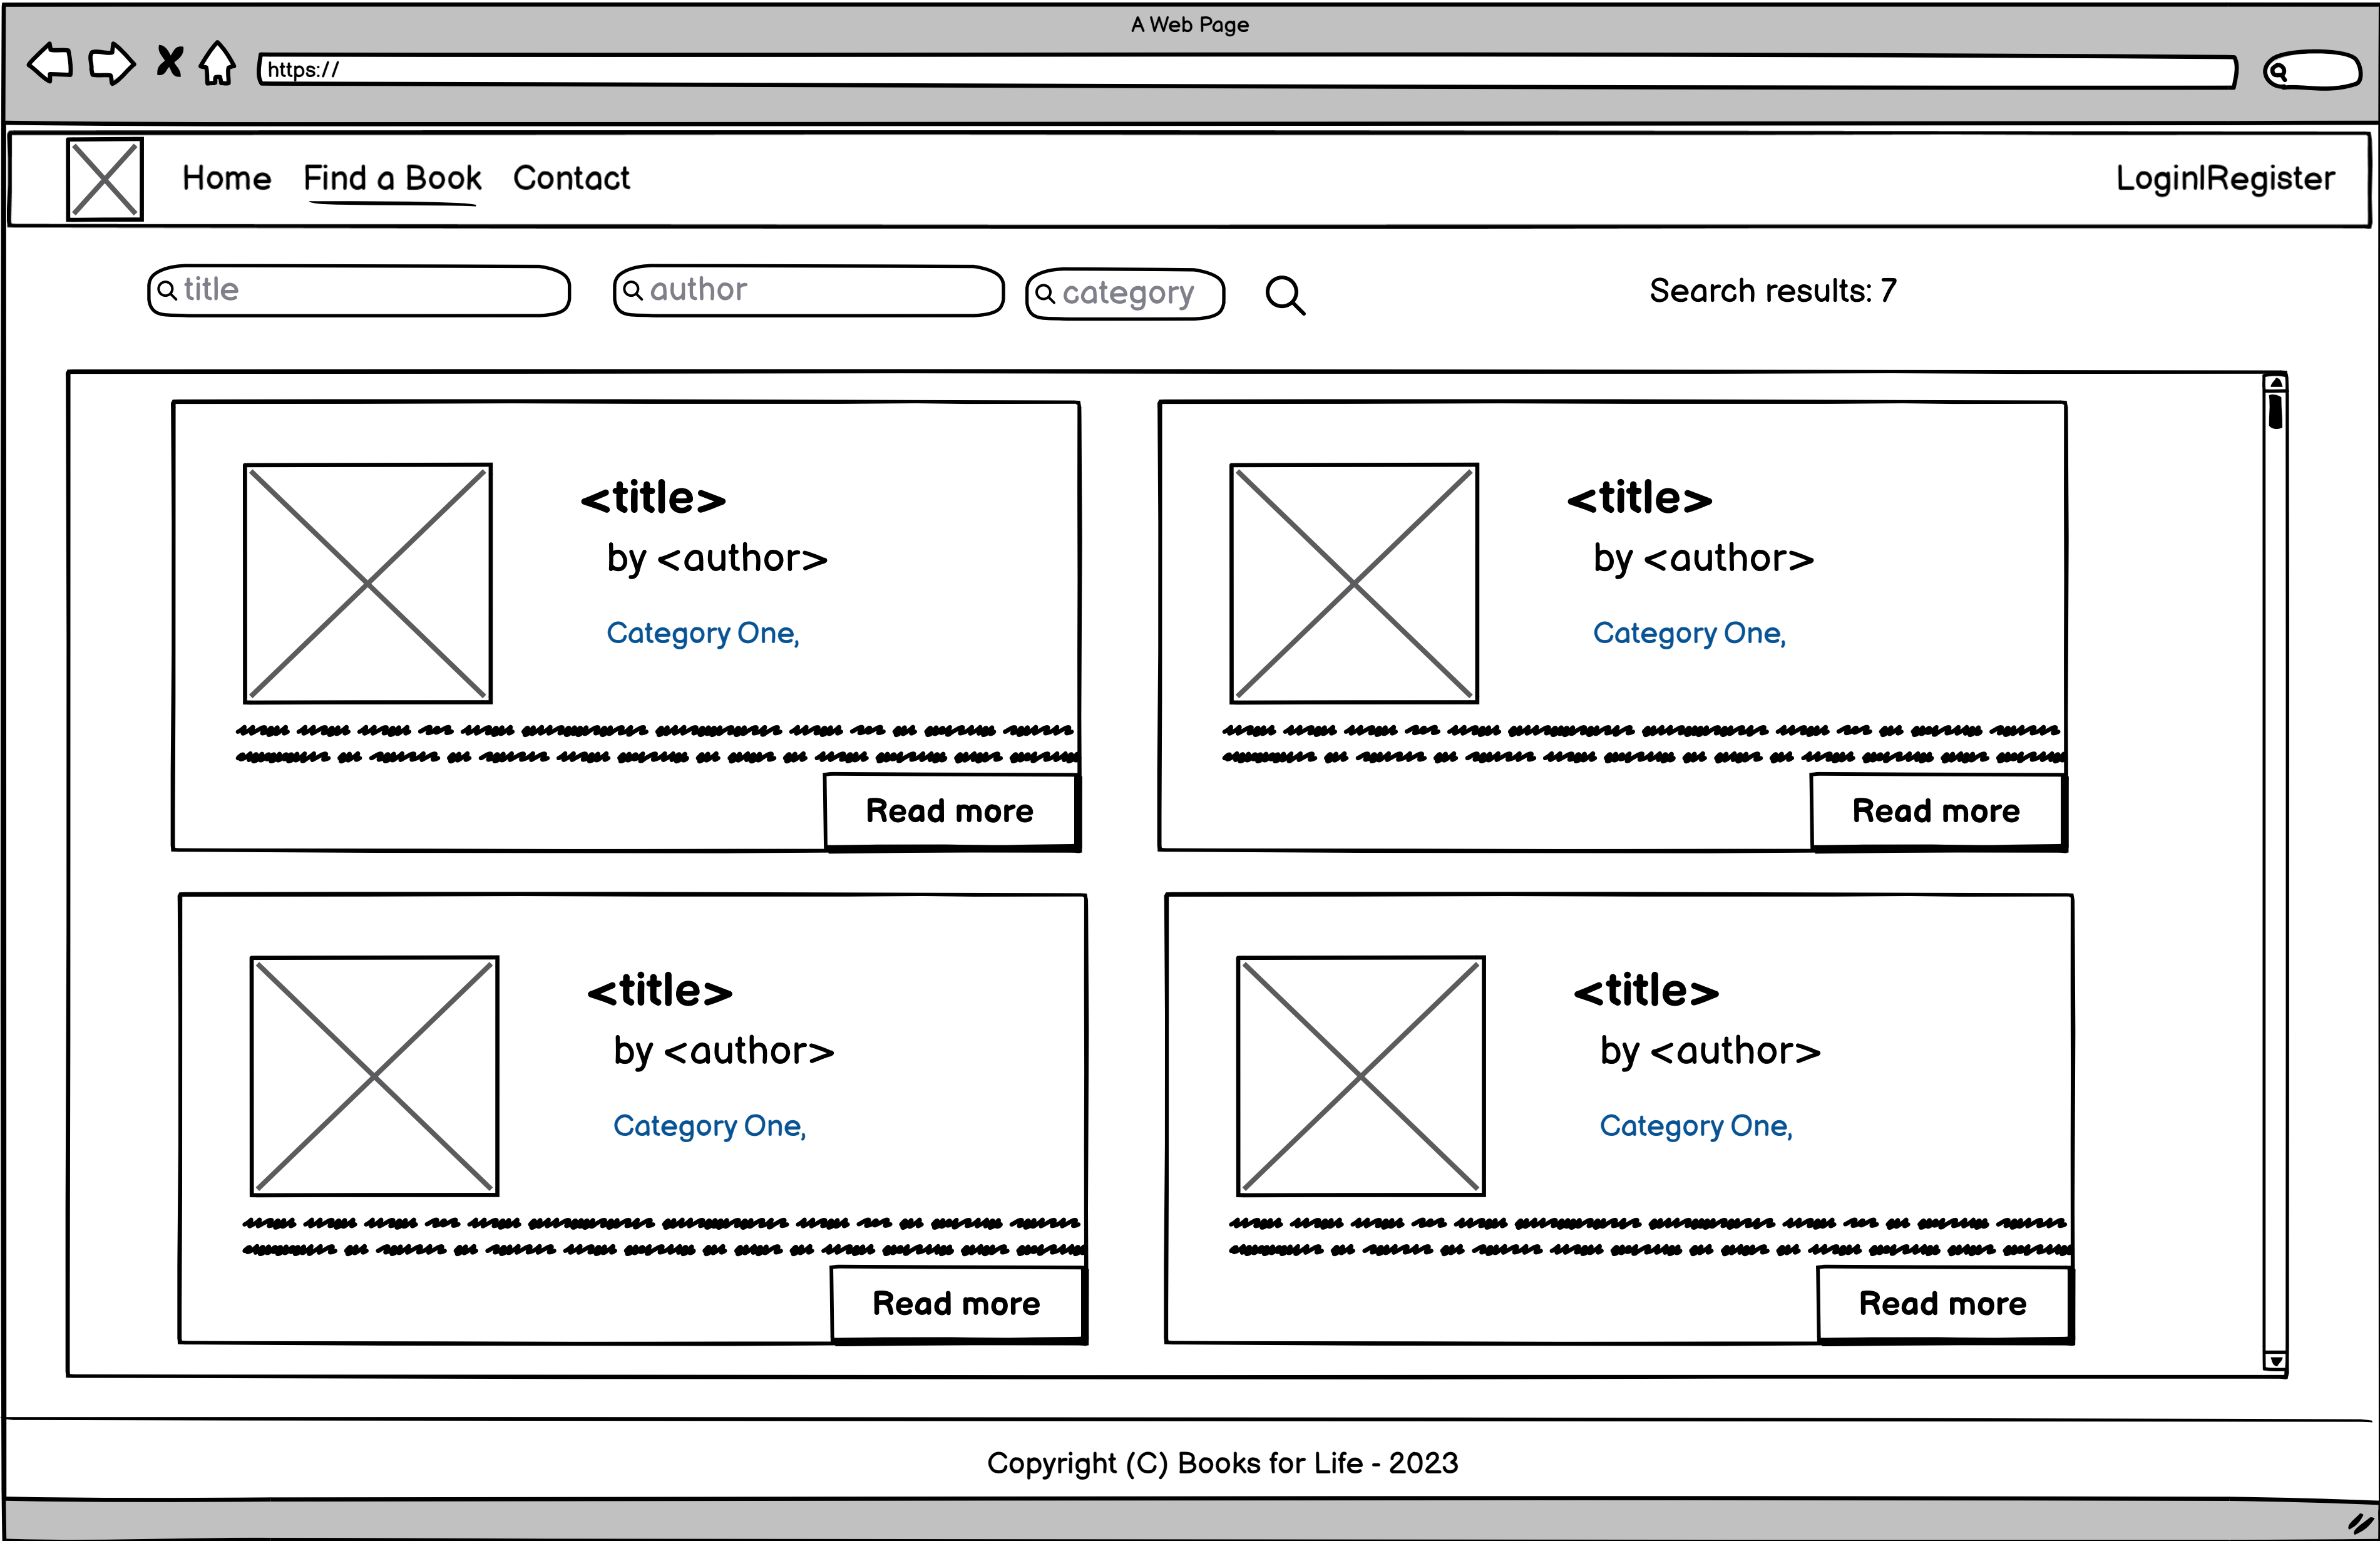 A Web Page
https://
Home Find a Book Contact Login|Register
title author category Search results: 7
<title> <title>
by <author> by <author>
Category One, Category One,
Read more Read more
<title> <title>
by <author> by <author>
Category One, Category One,
Read more Read more
Copyright (C) Books for Life - 2023